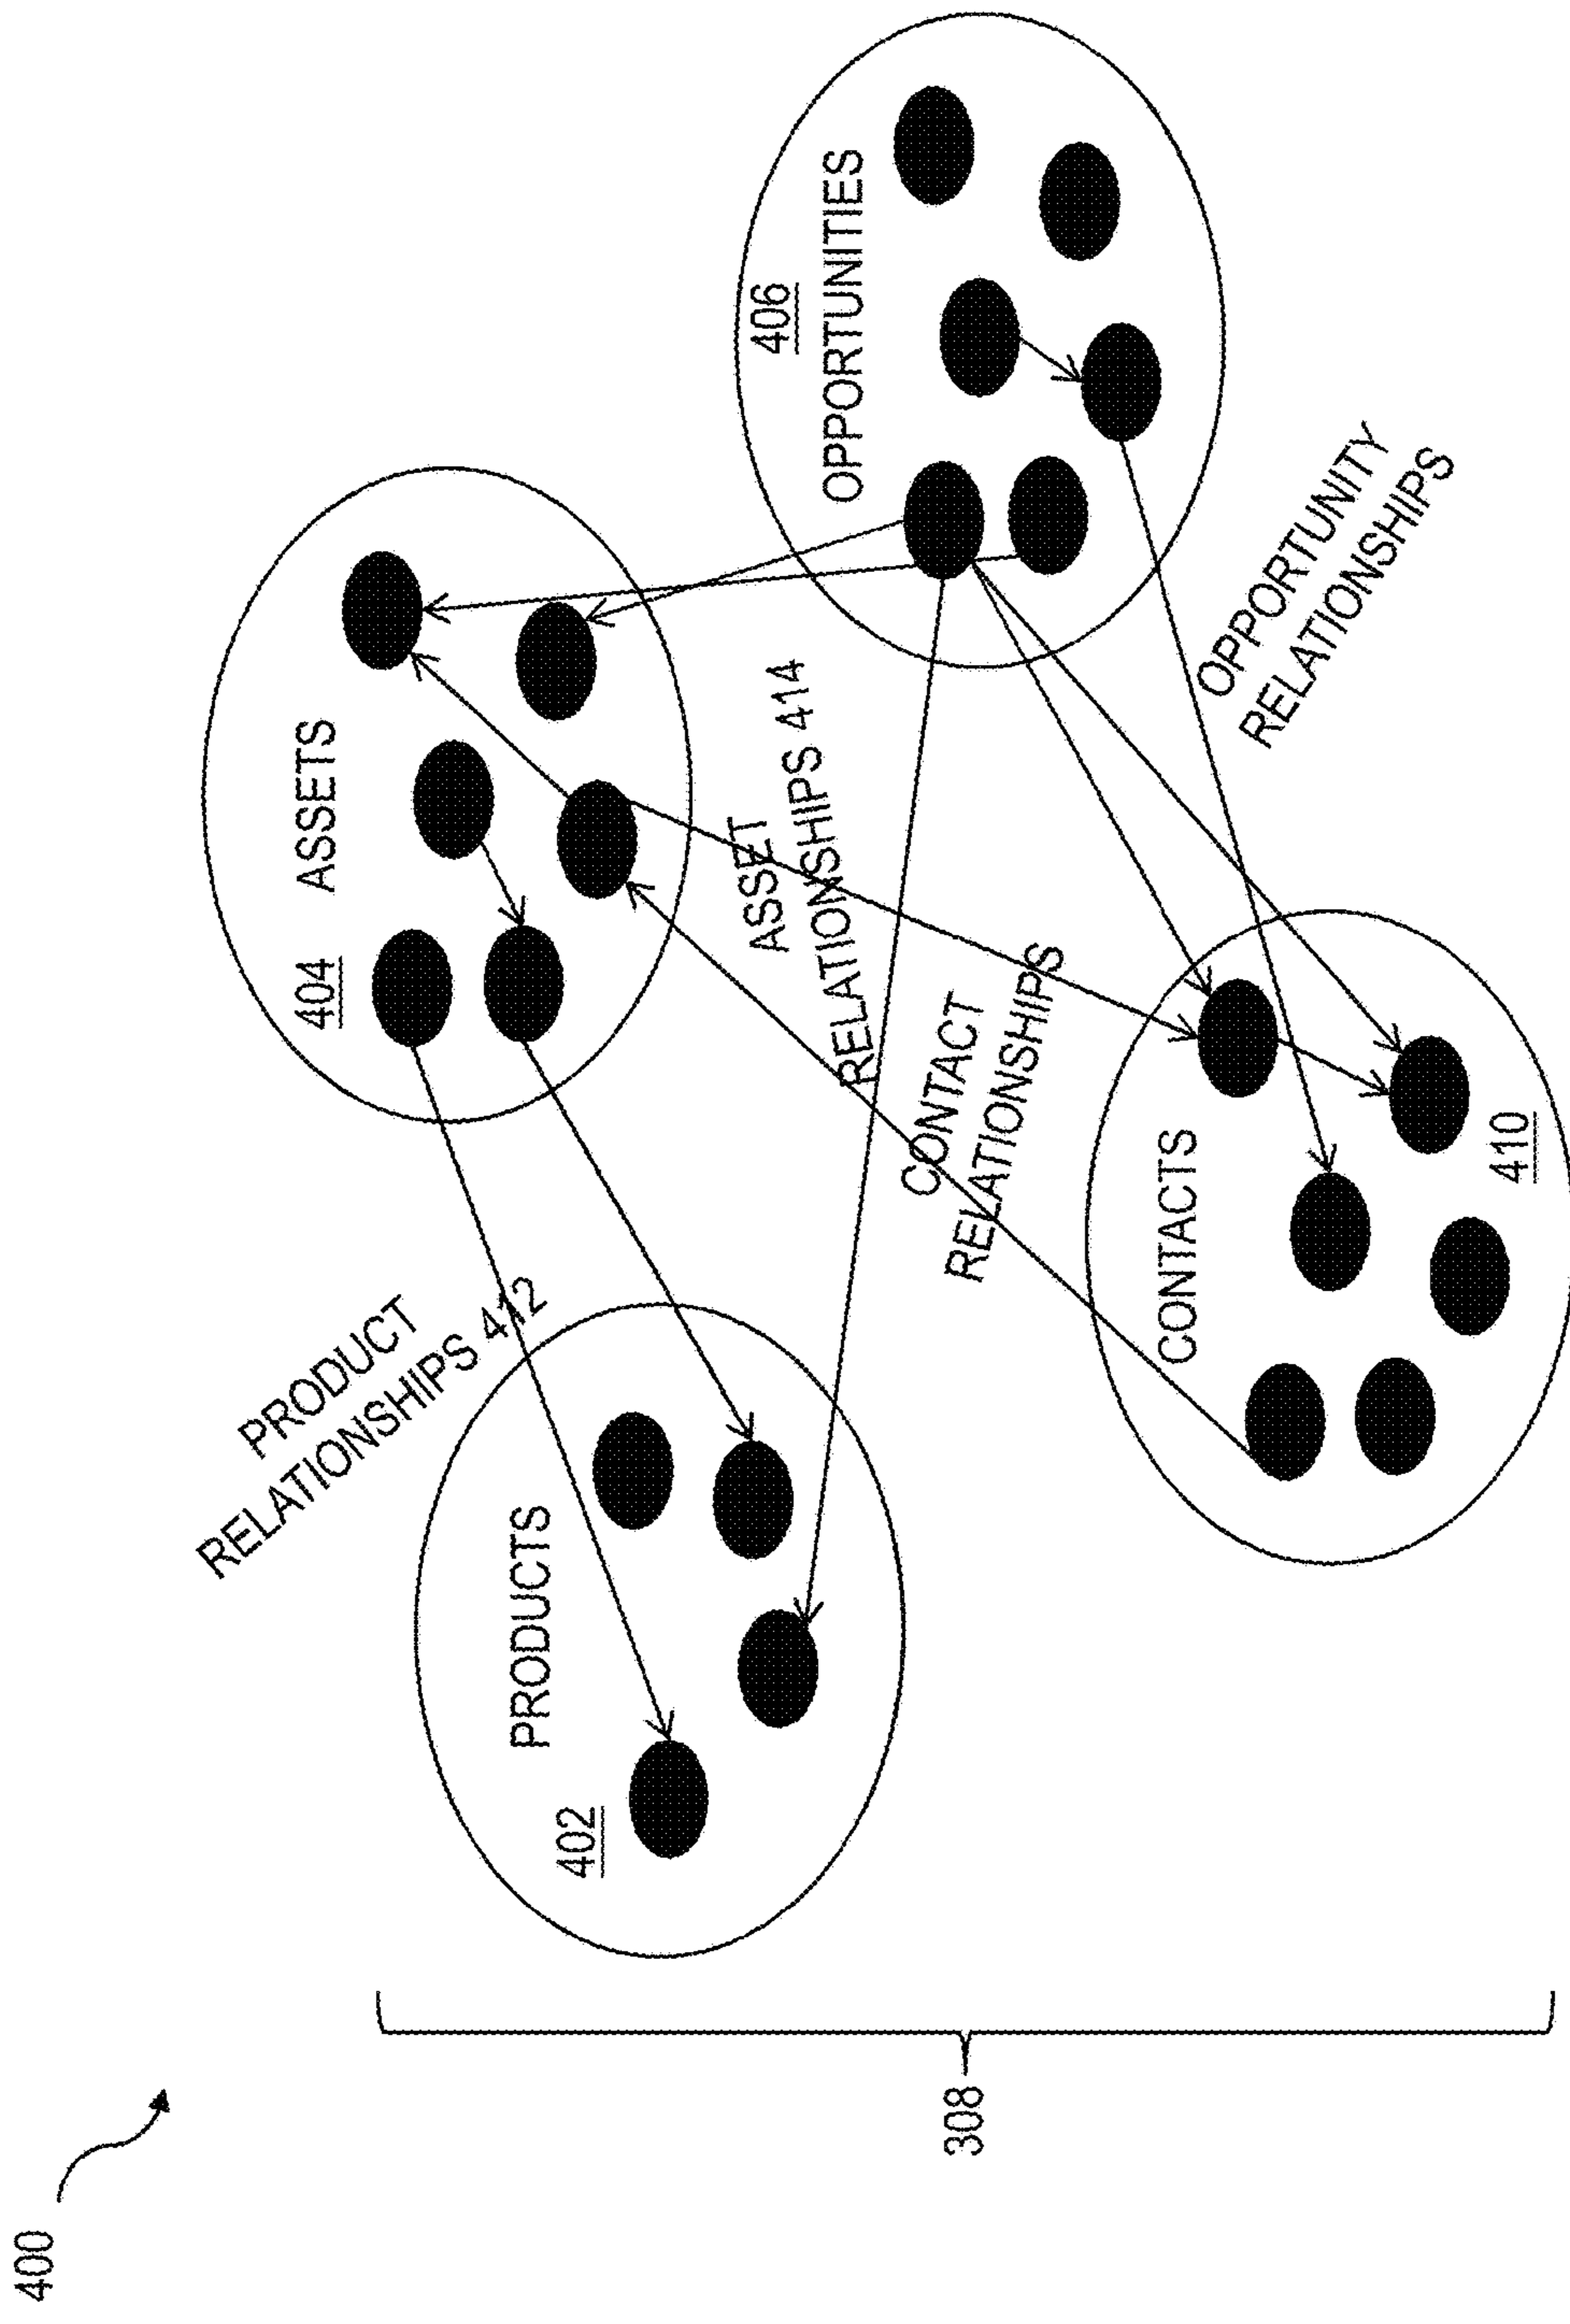 400
308
402
PRODUCTS
PRODUCT
RELATIONSHIPS 412
404
ASSETS
ASSET
RELATIONSHIPS 414
406
OPPORTUNITIES
CONTACT
RELATIONSHIPS
OPPORTUNITY
RELATIONSHIPS
CONTACTS
410